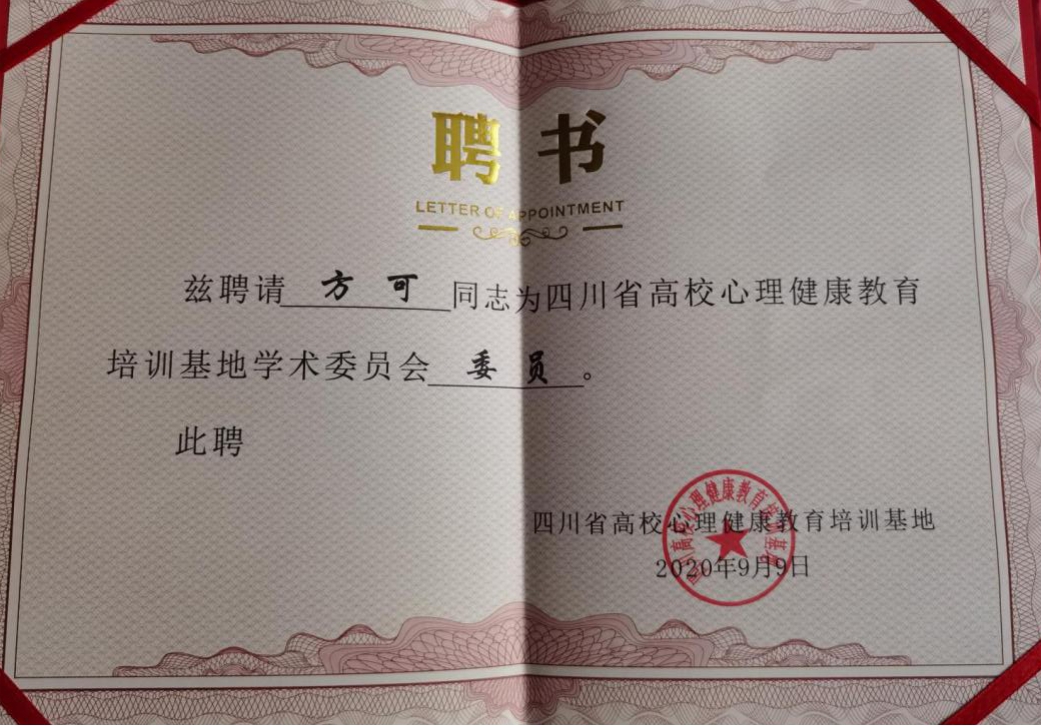 聘书
LETTER OF APPOINTMENT
兹聘请 方可 同志为四川省高校心理健康教育
培训基地学术委员会 委员 。
此聘
四川省高校心理健康教育培训基地
2020年9月9日